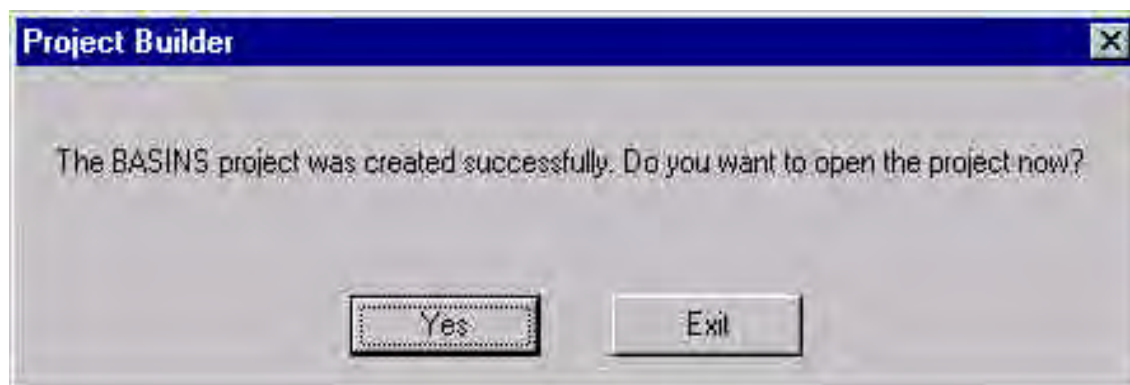 Project Builder
The BASINS project was created successfully. Do you want to open the project now?
Yes
Exit